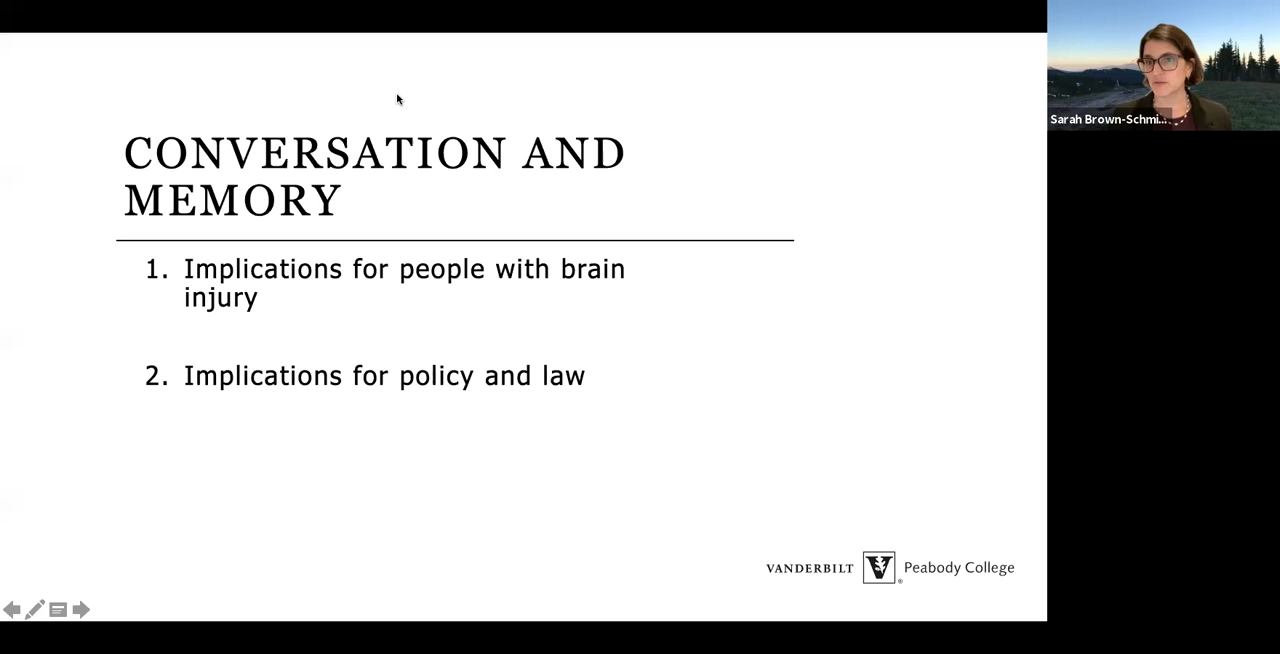 CONVERSATION AND
MEMORY
1. Implications for people with brain
injury
2. Implications for policy and law
VANDERBILT V® Peabody College
Sarah Brown-Schmi...